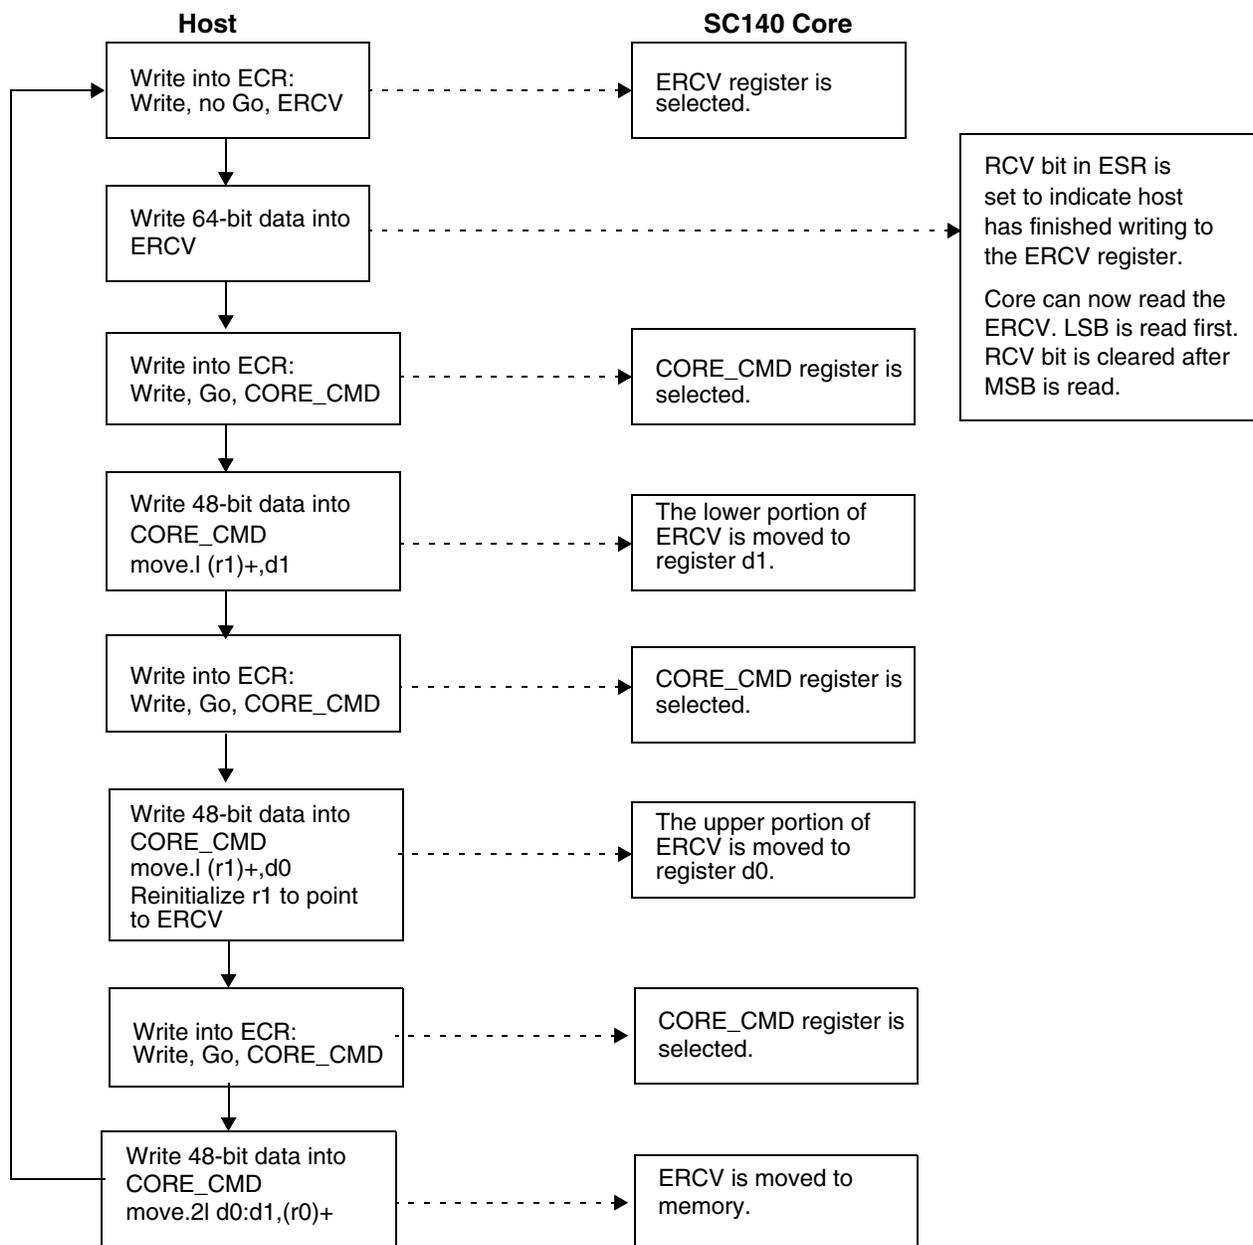 Host
SC140 Core
Write into ECR:
Write, no Go, ERCV
ERCV register is
selected.
RCV bit in ESR is
set to indicate host
has finished writing to
the ERCV register.
Core can now read the
ERCV. LSB is read first.
RCV bit is cleared after
MSB is read.
Write 64-bit data into
ERCV
Write into ECR:
Write, Go, CORE_CMD
CORE_CMD register is
selected.
Write 48-bit data into
CORE_CMD
move.l (r1)+,d1
The lower portion of
ERCV is moved to
register d1.
Write into ECR:
Write, Go, CORE_CMD
CORE_CMD register is
selected.
Write 48-bit data into
CORE_CMD
move.l (r1)+,d0
Reinitialize r1 to point
to ERCV
The upper portion of
ERCV is moved to
register d0.
Write into ECR:
Write, Go, CORE_CMD
CORE_CMD register is
selected.
Write 48-bit data into
CORE_CMD
move.2l d0:d1,(r0)+
ERCV is moved to
memory.